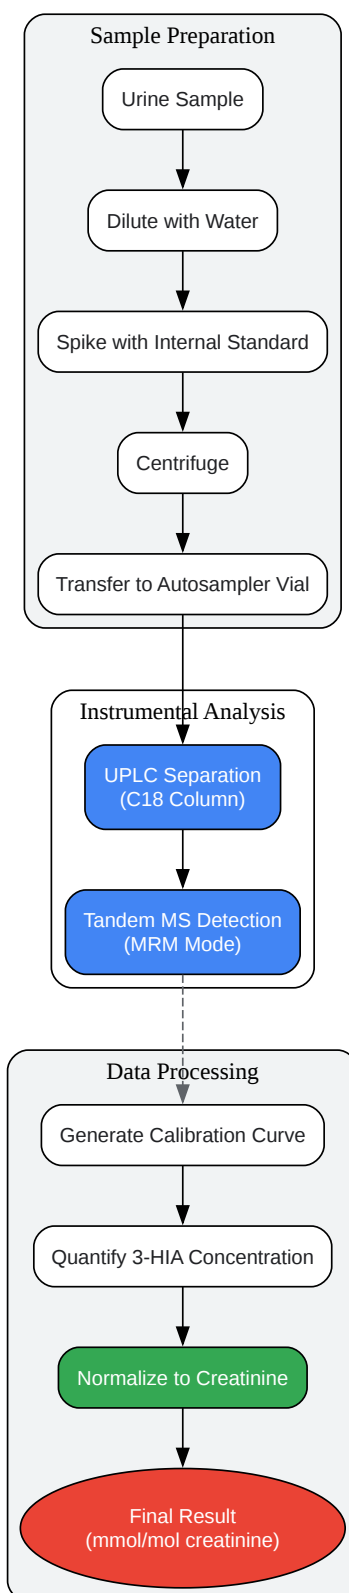 Sample Preparation
Urine Sample
Dilute with Water
Spike with Internal Standard
Centrifuge
Transfer to Autosampler Vial
Instrumental Analysis
UPLC Separation
(C18 Column)
Tandem MS Detection
(MRM Mode)
Data Processing
Generate Calibration Curve
Quantify 3-HIA Concentration
Normalize to Creatinine
Final Result
(mmol/mol creatinine)